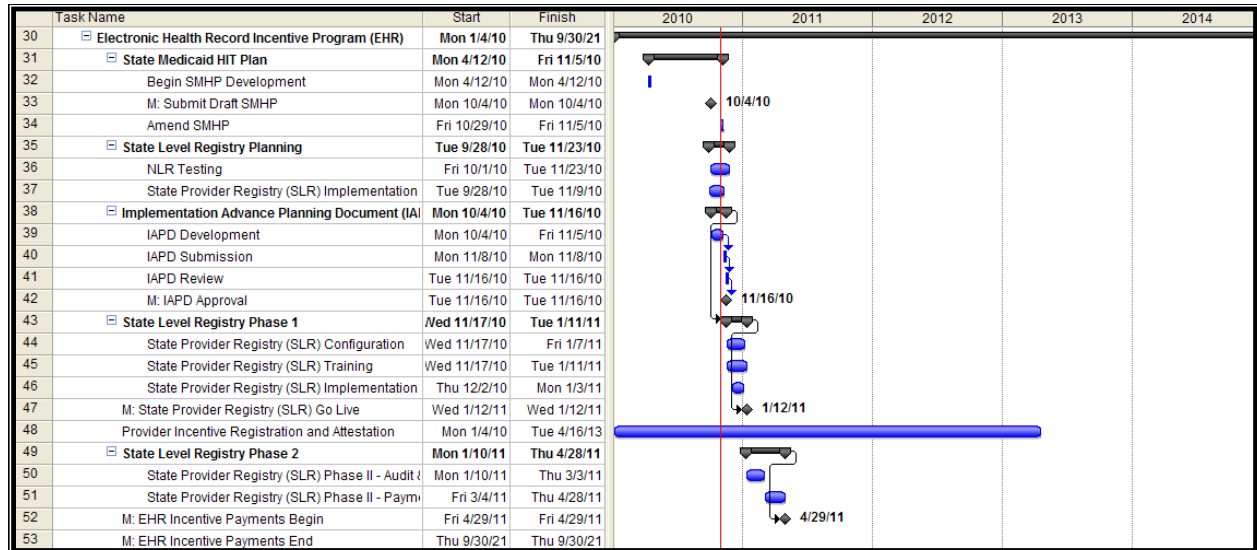 Task Name Start Finish 2010 2011 2012 2013 2014
30 Electronic Health Record Incentive Program (EHR) Mon 1/4/10 Thu 9/30/21
31 State Medicaid HIT Plan Mon 4/12/10 Fri 11/5/10
32 Begin SMHP Development Mon 4/12/10 Mon 4/12/10
33 M: Submit Draft SMHP Mon 10/4/10 Mon 10/4/10 10/4/10
34 Amend SMHP Fri 10/29/10 Fri 11/5/10
35 State Level Registry Planning Tue 9/28/10 Tue 11/23/10
36 NLR Testing Fri 10/1/10 Tue 11/23/10
37 State Provider Registry (SLR) Implementation Tue 9/28/10 Tue 11/9/10
38 Implementation Advance Planning Document (IA Mon 10/4/10 Tue 11/16/10
39 IAPD Development Mon 10/4/10 Fri 11/5/10
40 IAPD Submission Mon 11/8/10 Mon 11/8/10
41 IAPD Review Tue 11/16/10 Tue 11/16/10
42 M: IAPD Approval Tue 11/16/10 Tue 11/16/10 11/16/10
43 State Level Registry Phase 1 Wed 11/17/10 Tue 1/11/11
44 State Provider Registry (SLR) Configuration Wed 11/17/10 Fri 1/7/11
45 State Provider Registry (SLR) Training Wed 11/17/10 Tue 1/11/11
46 State Provider Registry (SLR) Implementation Thu 12/2/10 Mon 1/3/11
47 M: State Provider Registry (SLR) Go Live Wed 1/12/11 Wed 1/12/11 1/12/11
48 Provider Incentive Registration and Attestation Mon 1/4/10 Tue 4/16/13
49 State Level Registry Phase 2 Mon 1/10/11 Thu 4/28/11
50 State Provider Registry (SLR) Phase II - Audit & Mon 1/10/11 Thu 3/3/11
51 State Provider Registry (SLR) Phase II - Paym Fri 3/4/11 Thu 4/28/11
52 M: EHR Incentive Payments Begin Fri 4/29/11 Fri 4/29/11 4/29/11
53 M: EHR Incentive Payments End Thu 9/30/21 Thu 9/30/21